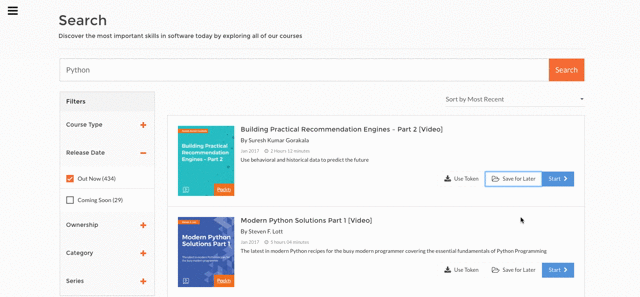 Search
Discover the most important skills in software today by exploring all of our courses
Python
Search
Sort by Most Recent
Filters
Course Type
Release Date
Out Now (434)
Coming Soon (29)
Ownership
Category
Series
Building Practical Recommendation Engines – Part 2 [Video]
By Suresh Kumar Gorakala
Jan 2017
2 Hours 12 minutes
Use behavioral and historical data to predict the future
Use Token
Save for Later
Start
Building Practical
Recommendation
Engines - Part 2
Packt
Modern Python Solutions Part 1 [Video]
By Steven F. Lott
Jan 2017
5 hours 34 minutes
The latest in modern Python recipes for the busy modern programmer covering the essential fundamentals of Python Programming
Use Token
Save for Later
Start
Modern Python
Solutions Part 1
Packt